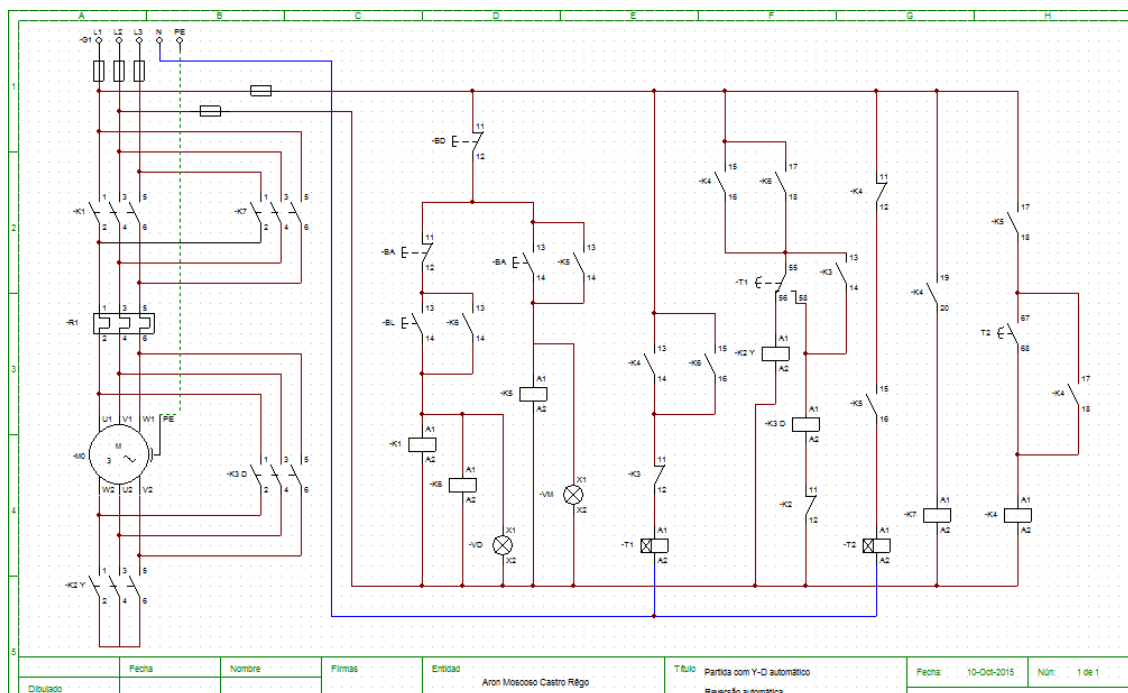 A B C D E F G H
L1 L2 L3 N PE
-G1
1
11
-BD
12
15 17
-K4 -K6
16 18
11
-K4
12
2
1 3 5
-K1
2 4 6
1 3 5
-K7
2 4 6
11
-BA
12
13
-BA
14
13
-K5
14
17
-K5
18
55
-T1
56 58
13
-K3
14
19
-K4
20
1 3 5
-R1
2 4 6
13
-BL
14
13
-K6
14
A1
-K2 Y
A2
67
T2
68
3
13
-K4
14
15
-K6
16
A1
-K5
A2
15
-K5
16
17
-K4
18
U1 V1 W1 PE
M
3
-M0
W2 U2 V2
A1
-K1
A2
A1
-K3 D
A2
1 3 5
-K3 D
2 4 6
A1
-K6
A2
X1
-VM
X2
11
-K3
12
11
-K2
12
A1
-K7
A2
A1
-K4
A2
4
X1
-VD
X2
A1
-T1
A2
A1
-T2
A2
1 3 5
-K2 Y
2 4 6
5
Fecha Nombre Firmas Entidad Título Partida com Y-D automático Fecha: 10-Oct-2015 Núm: 1 de 1
Dibujado Aron Moscoso Castro Rêgo Reversão automática